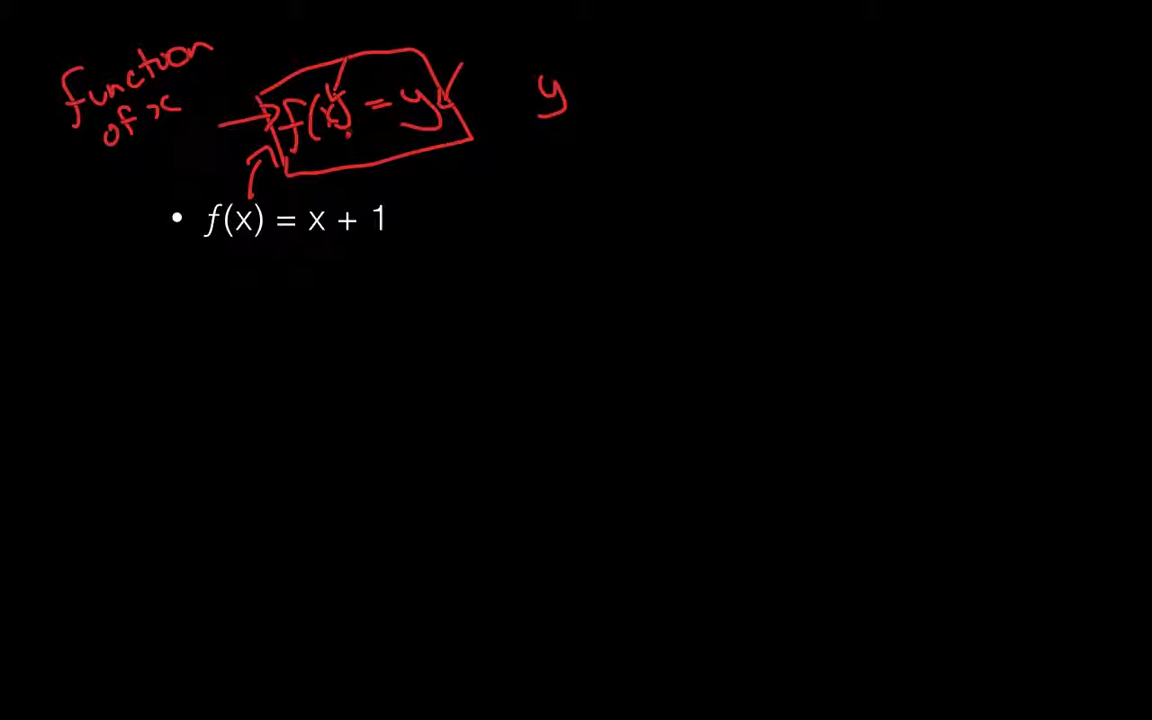 function
of x
f(x) = y
y
• f(x) = x + 1